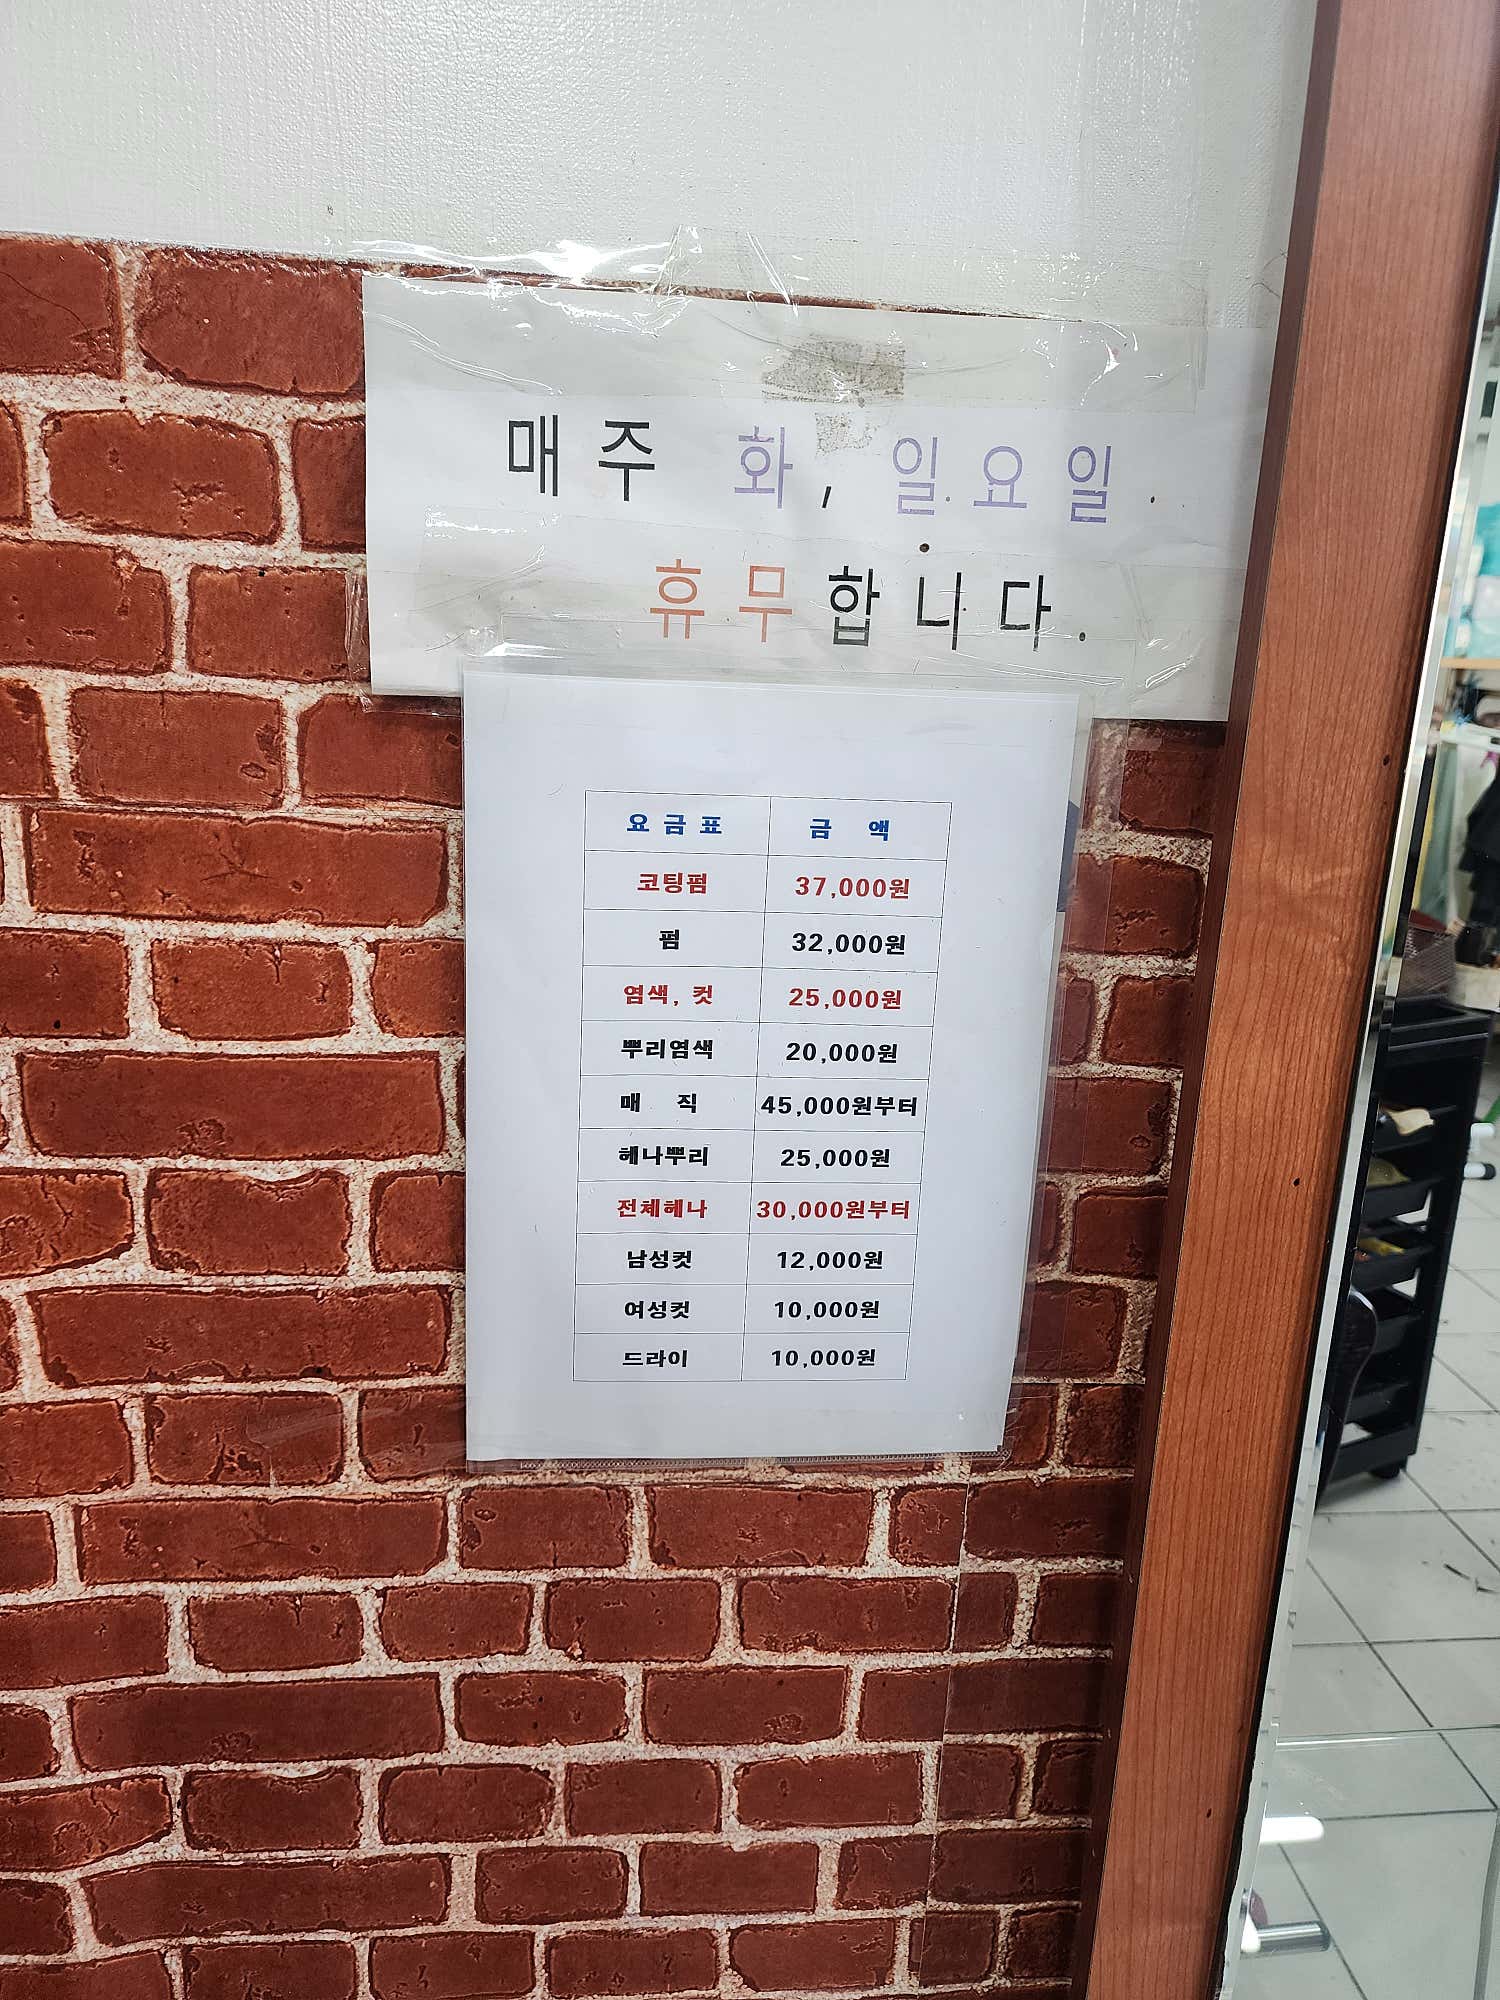 매주 화, 일요일.
휴무합니다.
요금표 금 액
코팅펌 37,000원
펌 32,000원
염색, 컷 25,000원
뿌리염색 20,000원
매 직 45,000원부터
헤나뿌리 25,000원
전체헤나 30,000원부터
남성컷 12,000원
여성컷 10,000원
드라이 10,000원